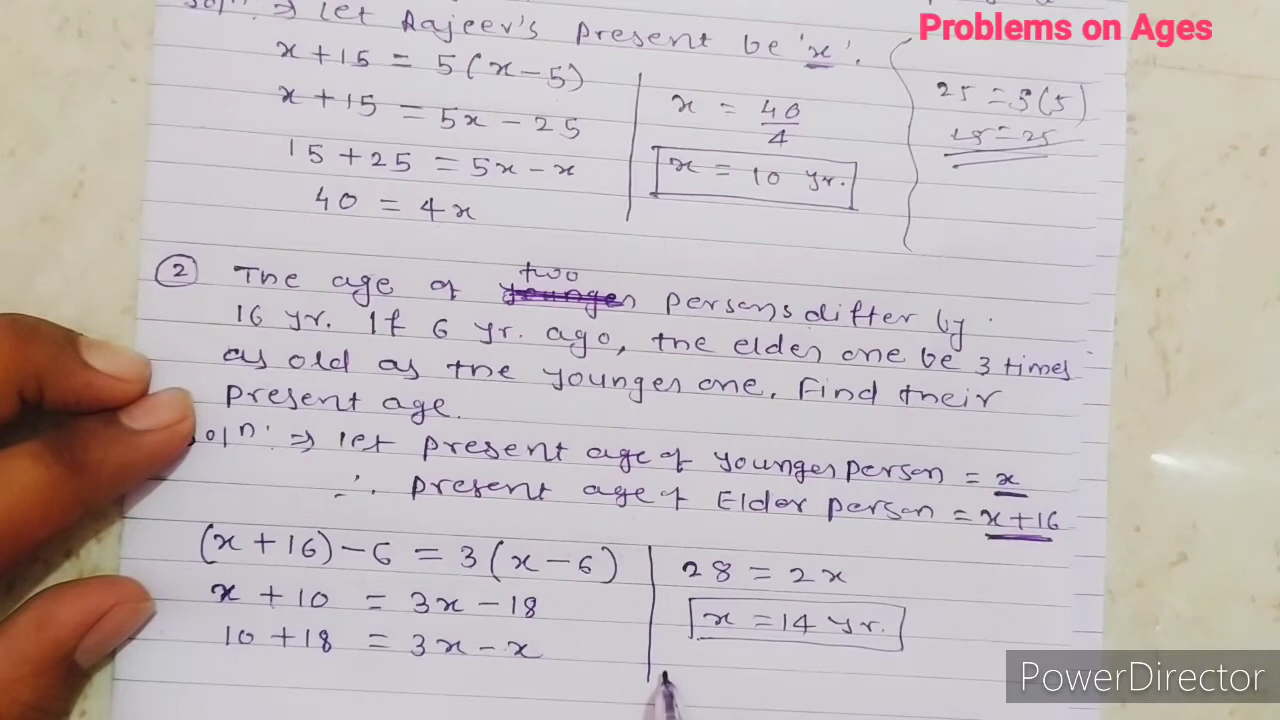 Problems on Ages
Solⁿ. ⇒ Let Rajeev's present be 'x'.
x + 15 = 5(x - 5)
x + 15 = 5x - 25
15 + 25 = 5x - x
40 = 4x
x = 40/4
x = 10 yr.
25 = 5(5)
25 = 25
② The age of two persons differ by
16 yr. If 6 yr. ago, the elder one be 3 times
as old as the younger one, Find their
present age.
Solⁿ. ⇒ let present age of younger person = x
∴ present age of Elder person = x+16
(x + 16) - 6 = 3(x - 6)
x + 10 = 3x - 18
10 + 18 = 3x - x
28 = 2x
x = 14 yr.
PowerDirector